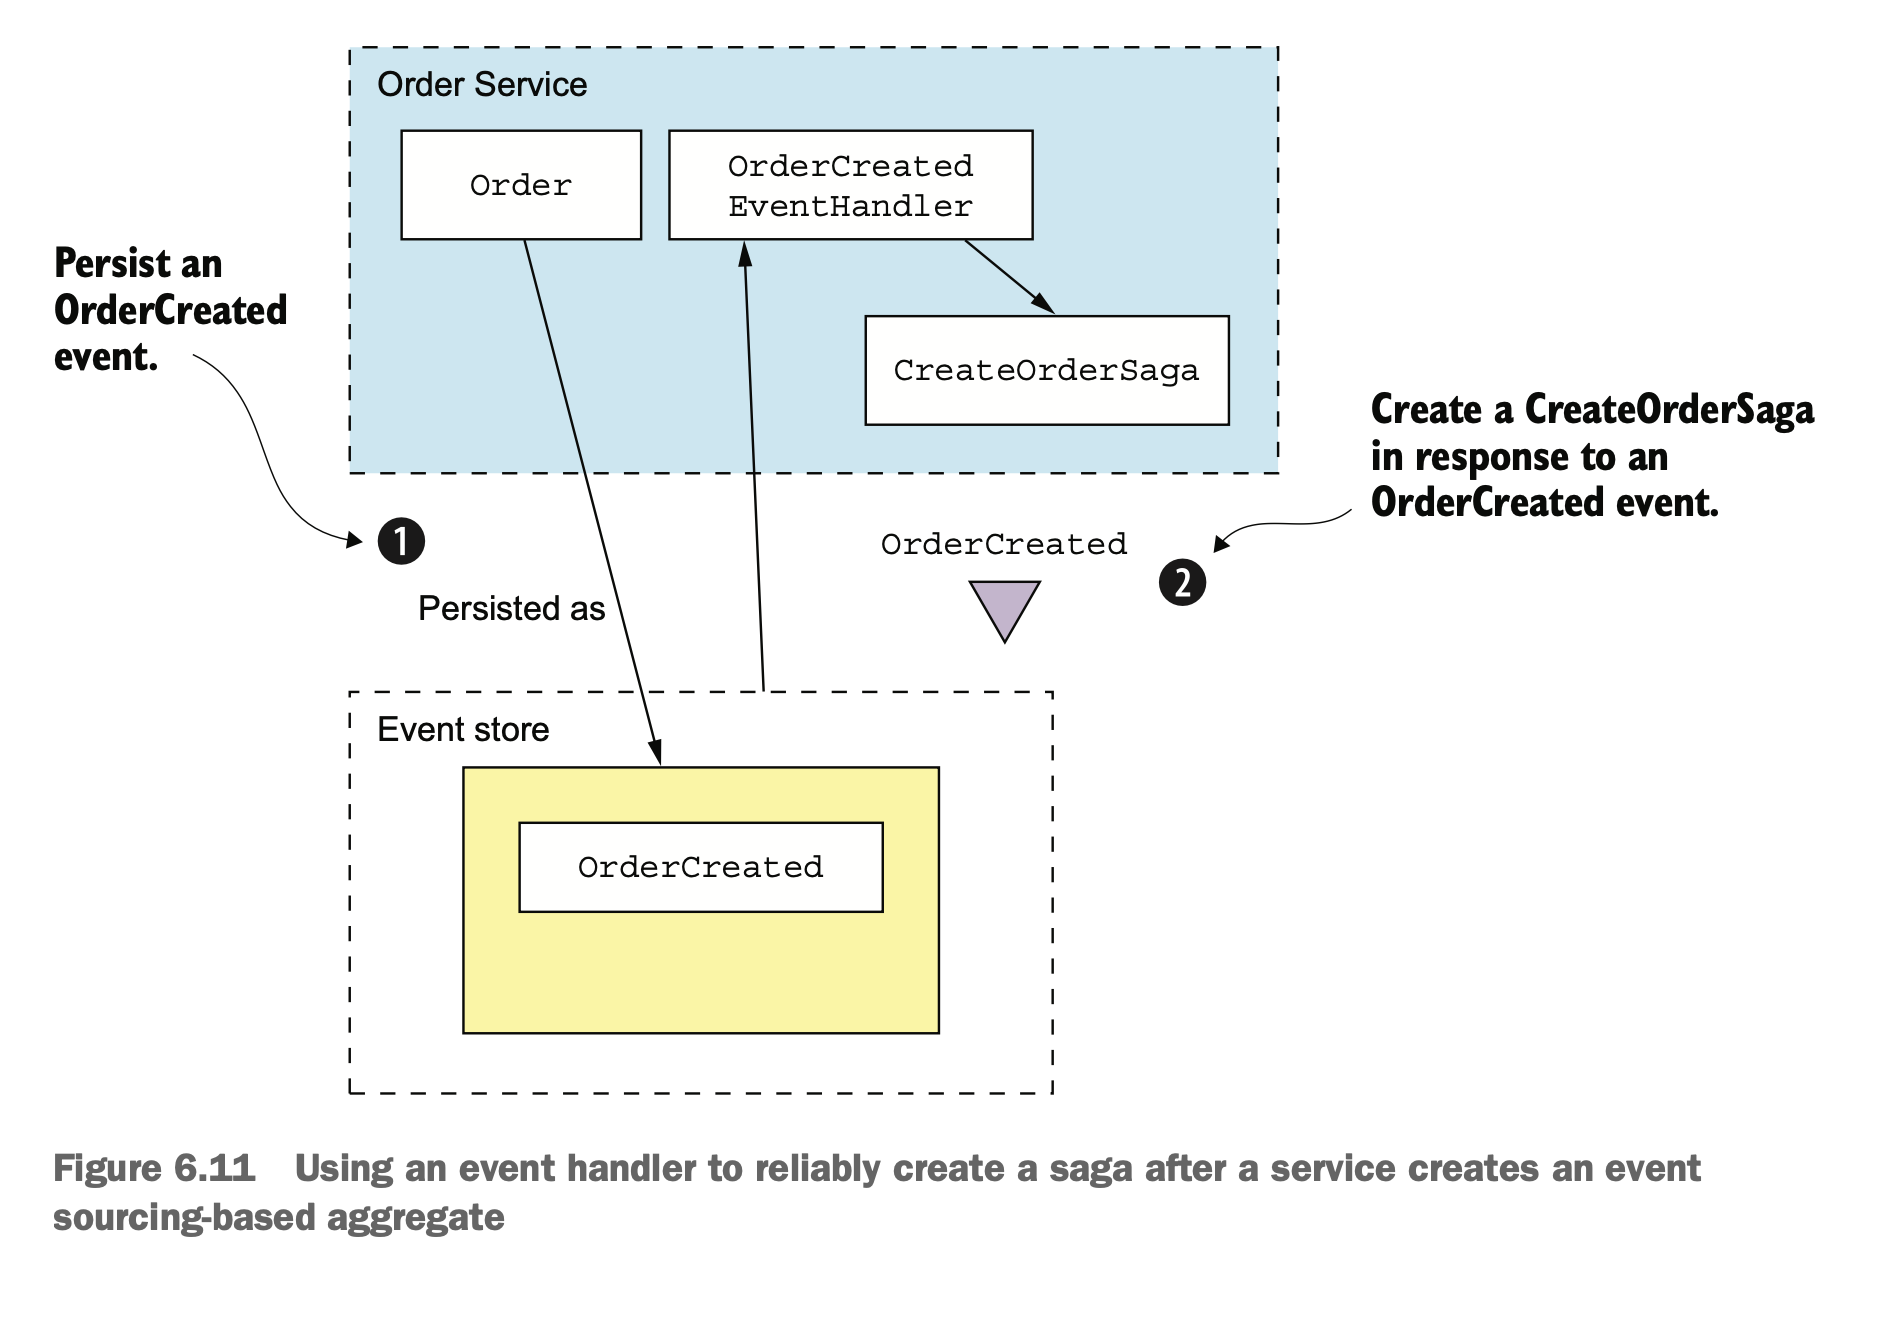 Order Service
Order
OrderCreated
EventHandler
Persist an
OrderCreated
event.
CreateOrderSaga
Create a CreateOrderSaga
in response to an
OrderCreated event.
1
OrderCreated
2
Persisted as
Event store
OrderCreated
Figure 6.11 Using an event handler to reliably create a saga after a service creates an event
sourcing-based aggregate